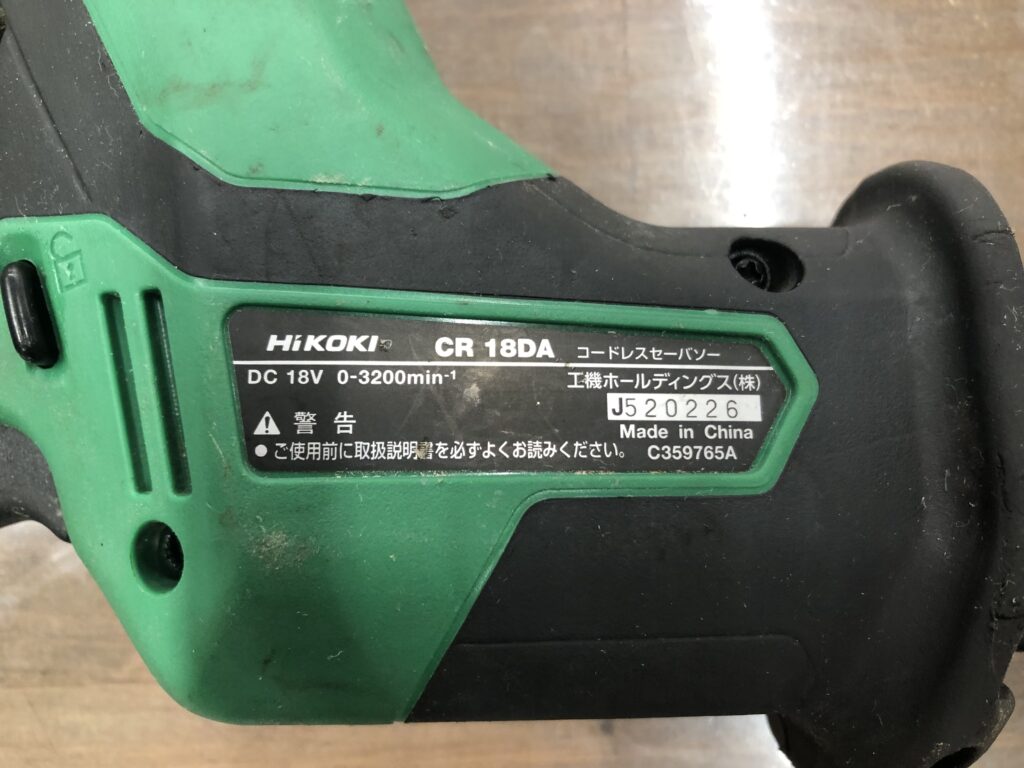 HiKOKI CR 18DA コードレスセーバソー
DC 18V 0-3200min-¹ 工機ホールディングス(株)
J520226
⚠ 警告 Made in China
● ご使用前に取扱説明書を必ずよくお読みください。 C359765A